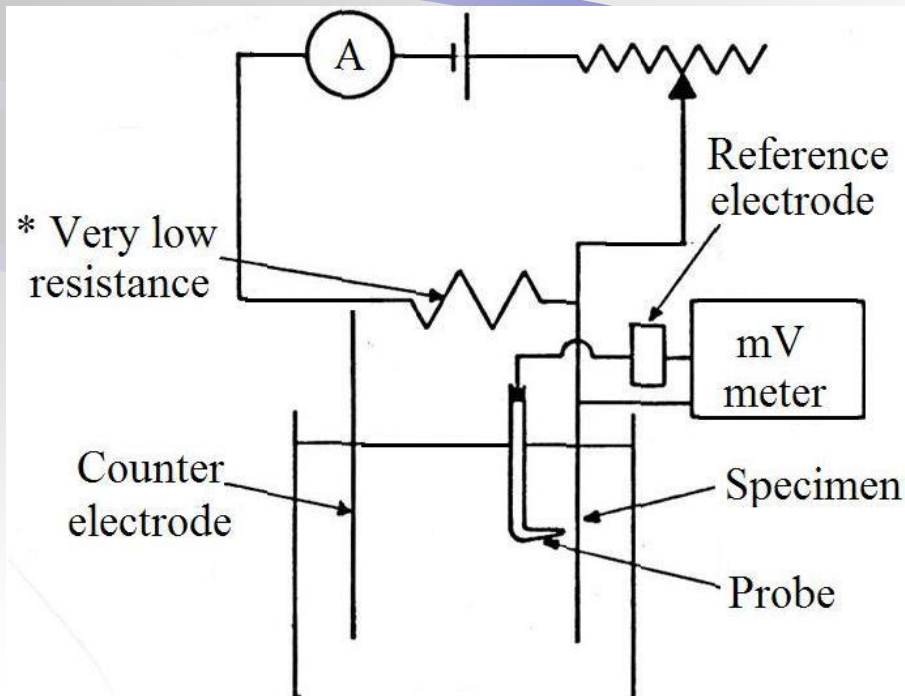 A
Reference
electrode
* Very low
resistance
mV
meter
Counter
electrode
Specimen
Probe